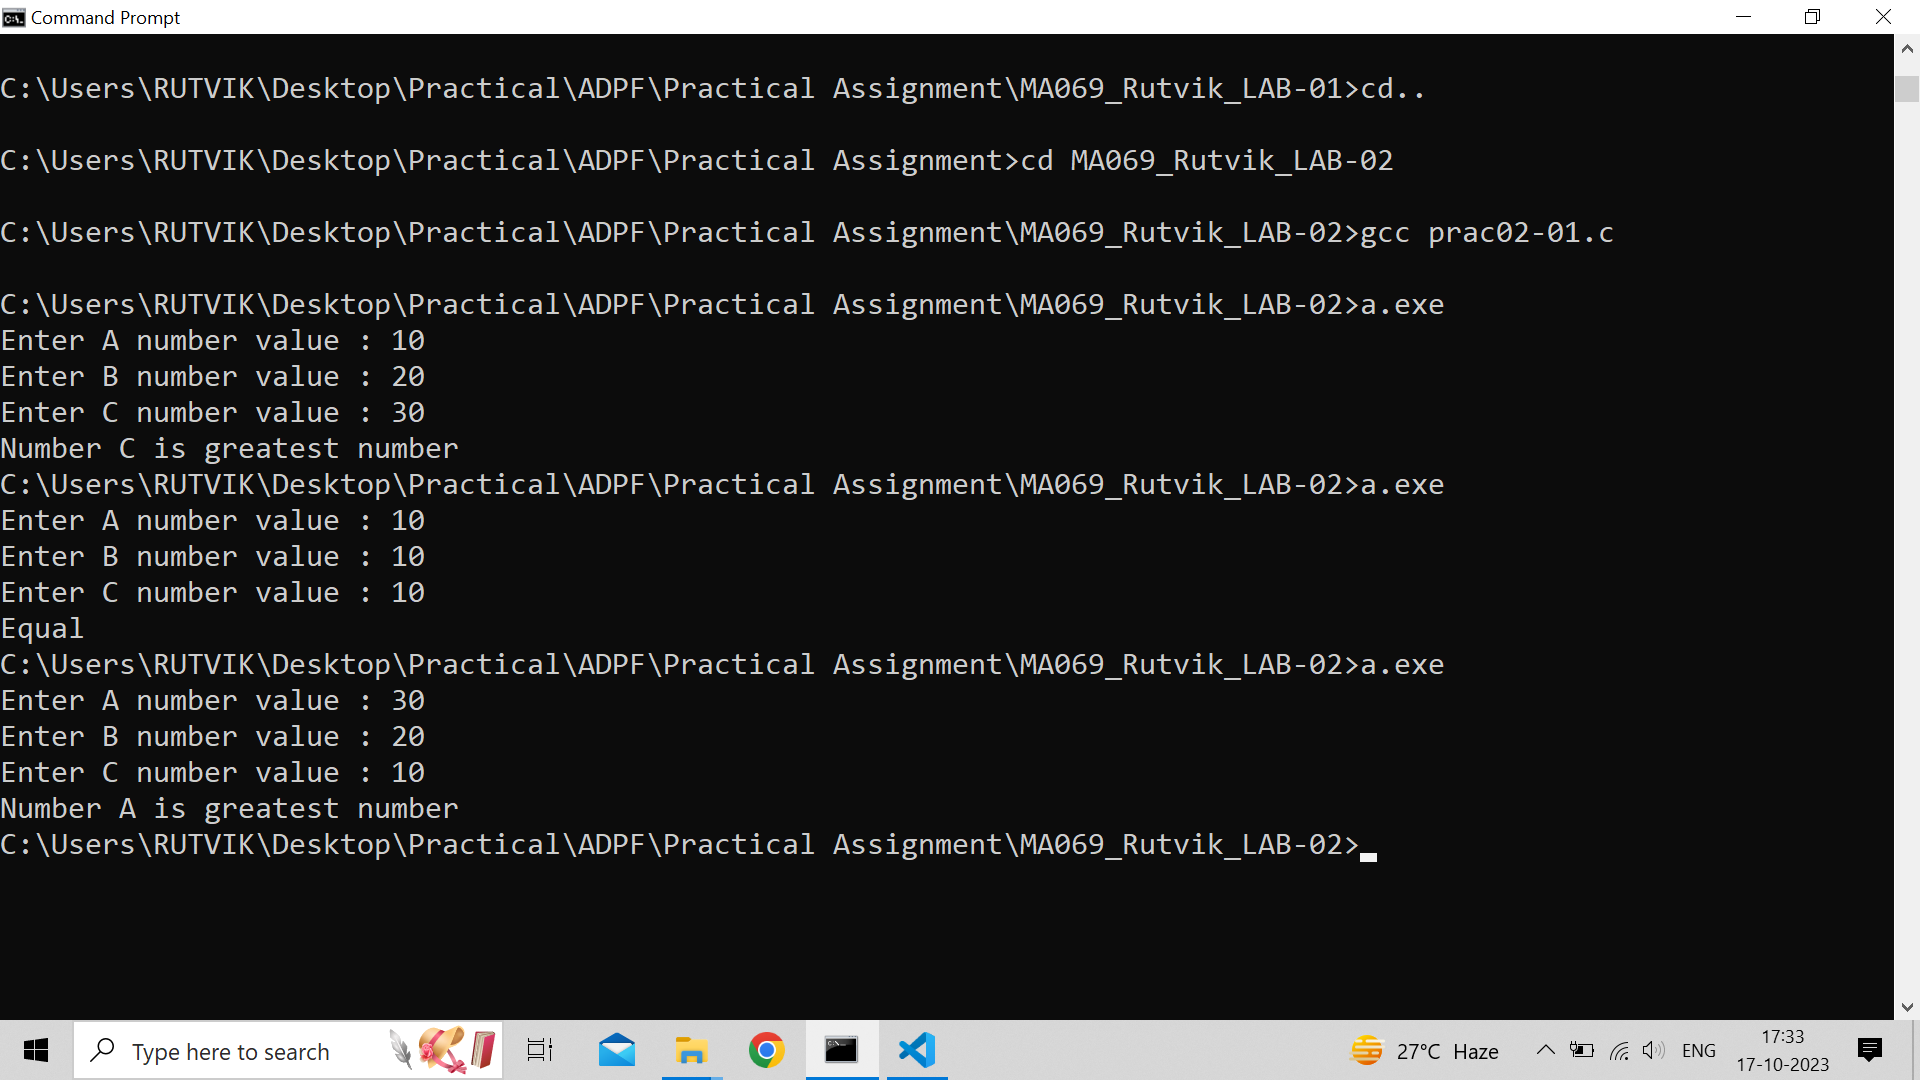 Command Prompt
C:\Users\RUTVIK\Desktop\Practical\ADPF\Practical Assignment\MA069_Rutvik_LAB-01>cd..
C:\Users\RUTVIK\Desktop\Practical\ADPF\Practical Assignment>cd MA069_Rutvik_LAB-02
C:\Users\RUTVIK\Desktop\Practical\ADPF\Practical Assignment\MA069_Rutvik_LAB-02>gcc prac02-01.c
C:\Users\RUTVIK\Desktop\Practical\ADPF\Practical Assignment\MA069_Rutvik_LAB-02>a.exe
Enter A number value : 10
Enter B number value : 20
Enter C number value : 30
Number C is greatest number
C:\Users\RUTVIK\Desktop\Practical\ADPF\Practical Assignment\MA069_Rutvik_LAB-02>a.exe
Enter A number value : 10
Enter B number value : 10
Enter C number value : 10
Equal
C:\Users\RUTVIK\Desktop\Practical\ADPF\Practical Assignment\MA069_Rutvik_LAB-02>a.exe
Enter A number value : 30
Enter B number value : 20
Enter C number value : 10
Number A is greatest number
C:\Users\RUTVIK\Desktop\Practical\ADPF\Practical Assignment\MA069_Rutvik_LAB-02>
Type here to search
27°C Haze
ENG
17:33
17-10-2023